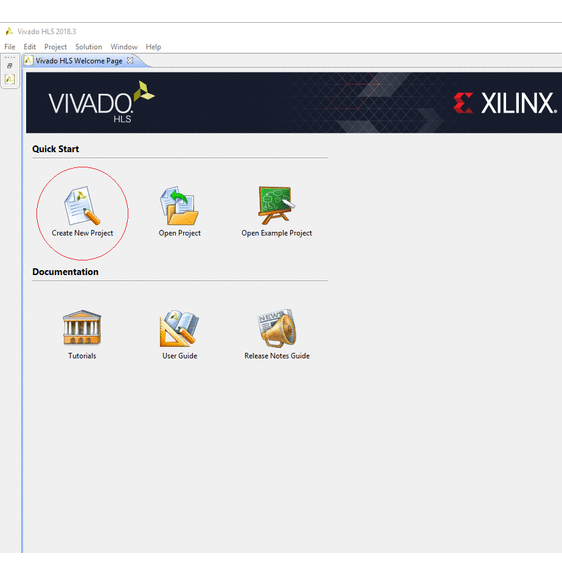 Vivado HLS 2018.3
File Edit Project Solution Window Help
Vivado HLS Welcome Page
VIVADO.
HLS
XILINX.
Quick Start
Create New Project
Open Project
Open Example Project
Documentation
NEWS
Tutorials
User Guide
Release Notes Guide